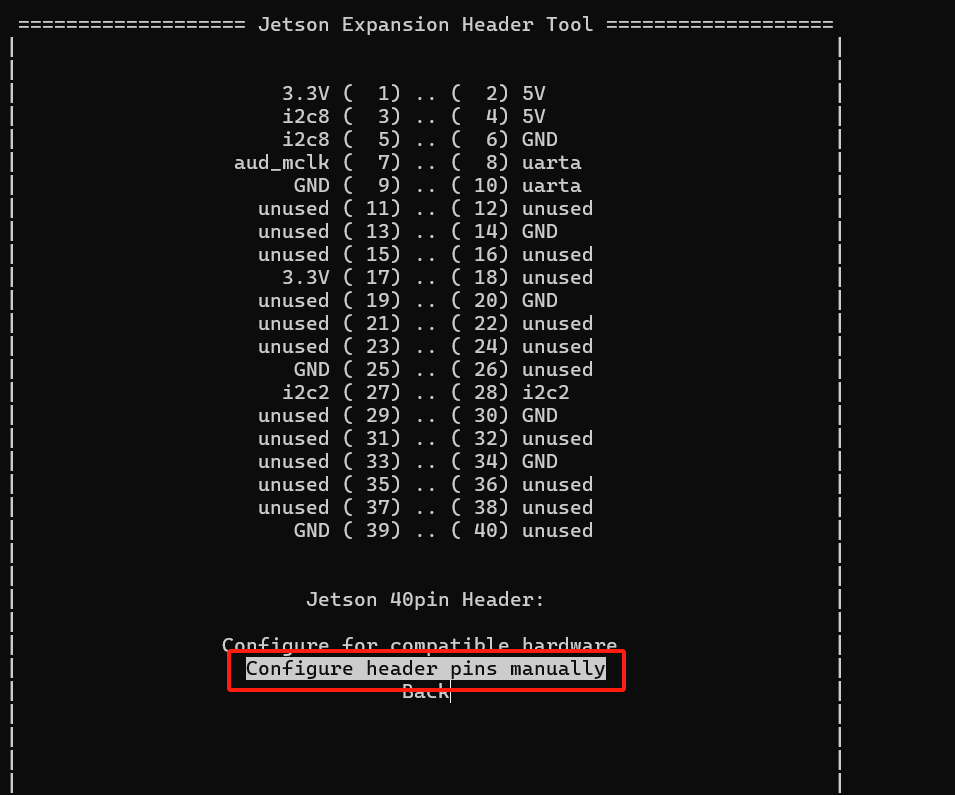 =================== Jetson Expansion Header Tool ===================
3.3V (  1) .. (  2) 5V
i2c8 (  3) .. (  4) 5V
i2c8 (  5) .. (  6) GND
aud_mclk (  7) .. (  8) uarta
GND (  9) .. ( 10) uarta
unused ( 11) .. ( 12) unused
unused ( 13) .. ( 14) GND
unused ( 15) .. ( 16) unused
3.3V ( 17) .. ( 18) unused
unused ( 19) .. ( 20) GND
unused ( 21) .. ( 22) unused
unused ( 23) .. ( 24) unused
GND ( 25) .. ( 26) unused
i2c2 ( 27) .. ( 28) i2c2
unused ( 29) .. ( 30) GND
unused ( 31) .. ( 32) unused
unused ( 33) .. ( 34) GND
unused ( 35) .. ( 36) unused
unused ( 37) .. ( 38) unused
GND ( 39) .. ( 40) unused
Jetson 40pin Header:
Configure for compatible hardware
Configure header pins manually
Back